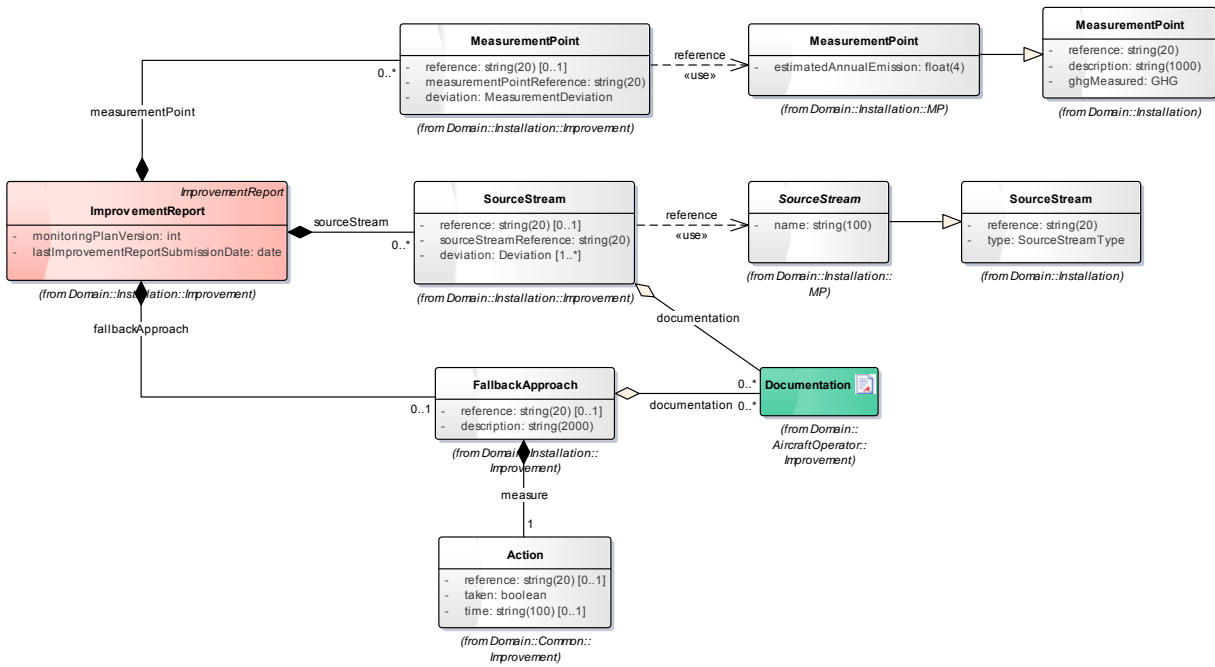 MeasurementPoint
- reference: string(20) [0..1]
- measurementPointReference: string(20)
- deviation: MeasurementDeviation
(from Domain::Installation::Improvement)
reference
«use»
MeasurementPoint
- estimatedAnnualEmission: float(4)
(from Domain::Installation::MP)
MeasurementPoint
- reference: string(20)
- description: string(1000)
- ghgMeasured: GHG
(from Domain::Installation)
0..*
measurementPoint
ImprovementReport
ImprovementReport
- monitoringPlanVersion: int
- lastImprovementReportSubmissionDate: date
(from Domain::Installation::Improvement)
sourceStream
0..*
SourceStream
- reference: string(20) [0..1]
- sourceStreamReference: string(20)
- deviation: Deviation [1..*]
(from Domain::Installation::Improvement)
reference
«use»
SourceStream
- name: string(100)
(from Domain::Installation::
MP)
SourceStream
- reference: string(20)
- type: SourceStreamType
(from Domain::Installation)
fallbackApproach
0..1
documentation
FallbackApproach
- reference: string(20) [0..1]
- description: string(2000)
(from Domain::Installation::
Improvement)
documentation
0..*
0..*
Documentation
(from Domain::
AircraftOperator::
Improvement)
measure
1
Action
- reference: string(20) [0..1]
- taken: boolean
- time: string(100) [0..1]
(from Domain::Common::
Improvement)